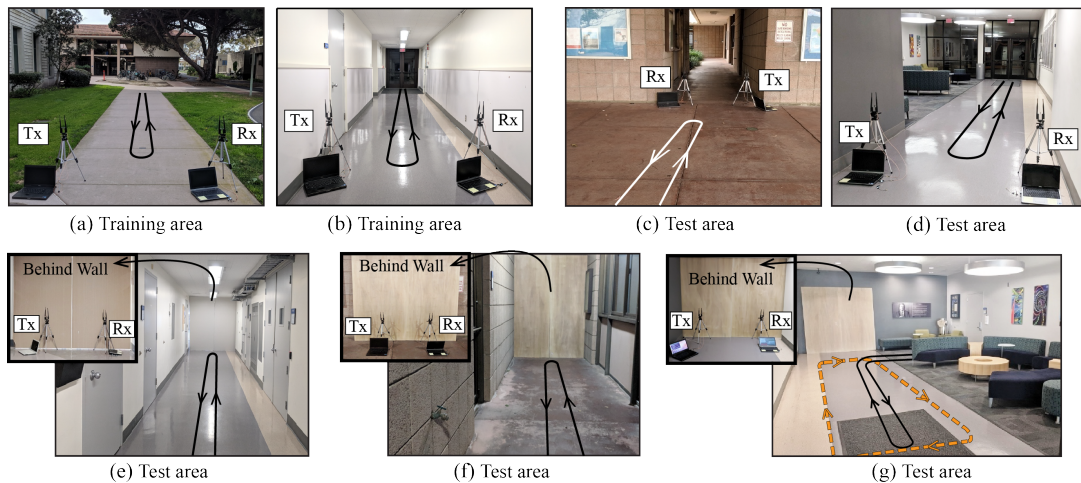 Tx
Rx
(a) Training area
Tx
Rx
(b) Training area
Rx
Tx
(c) Test area
Tx
Rx
(d) Test area
Behind Wall
Tx
Rx
(e) Test area
Behind Wall
Tx
Rx
(f) Test area
Behind Wall
Tx
Rx
(g) Test area